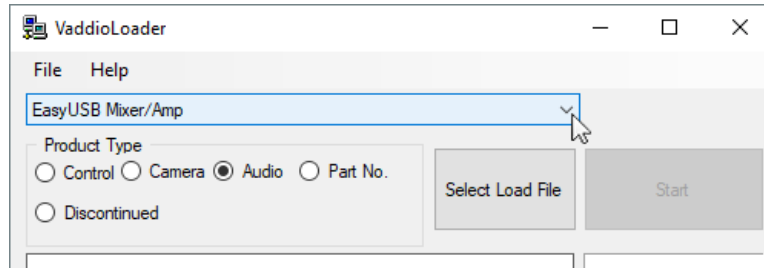 VaddioLoader
File Help
EasyUSB Mixer/Amp
Product Type
Control Camera Audio Part No.
Discontinued
Select Load File
Start